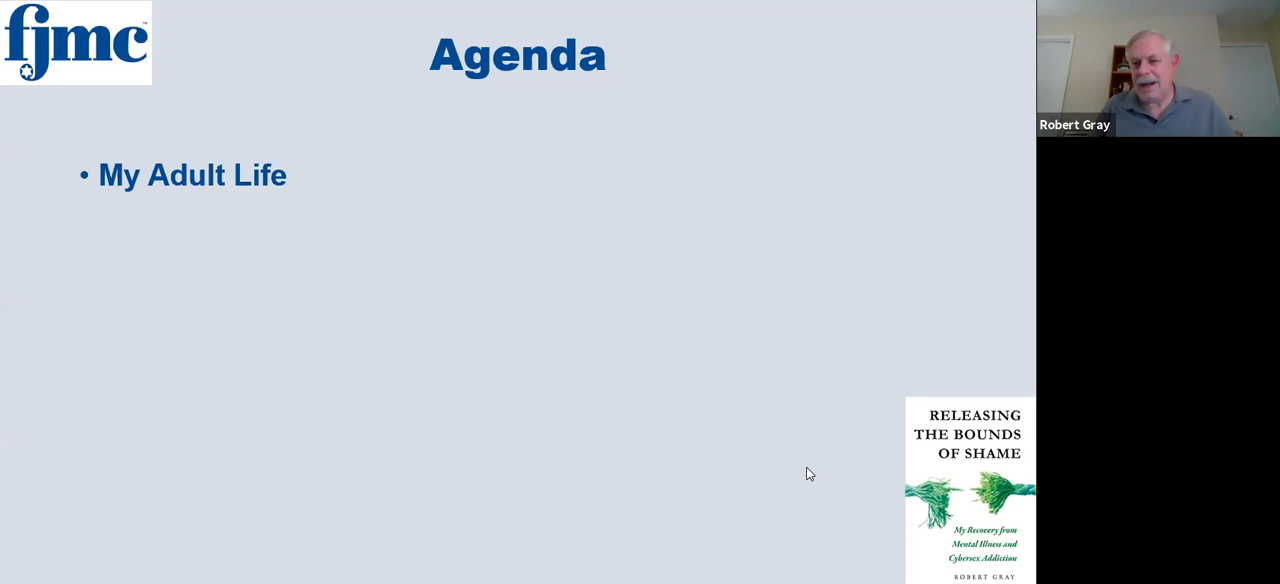 fjmc™
Agenda
Robert Gray
• My Adult Life
RELEASING
THE BOUNDS
OF SHAME
My Recovery from
Mental Illness and
Cybersex Addiction
ROBERT GRAY